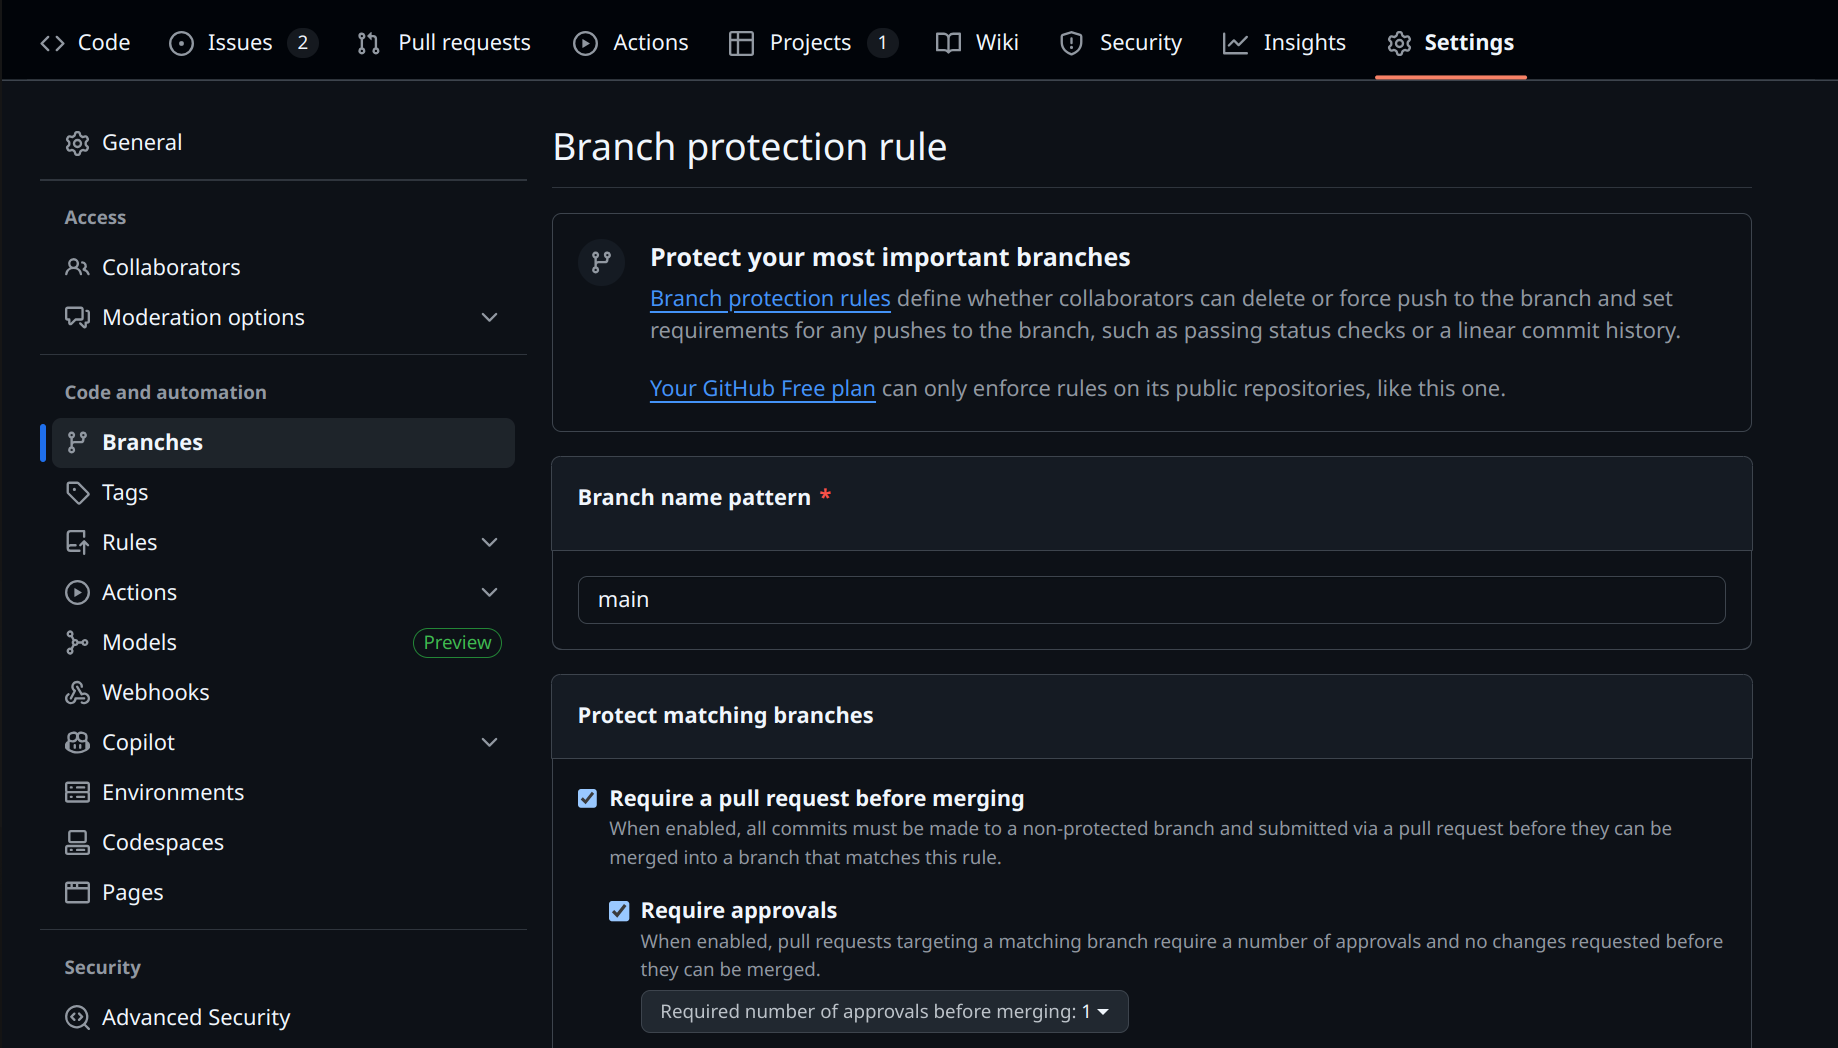 Code
Issues 2
Pull requests
Actions
Projects 1
Wiki
Security
Insights
Settings
General
Access
Collaborators
Moderation options
Code and automation
Branches
Tags
Rules
Actions
Models Preview
Webhooks
Copilot
Environments
Codespaces
Pages
Security
Advanced Security
Branch protection rule
Protect your most important branches
Branch protection rules define whether collaborators can delete or force push to the branch and set
requirements for any pushes to the branch, such as passing status checks or a linear commit history.
Your GitHub Free plan can only enforce rules on its public repositories, like this one.
Branch name pattern *
main
Protect matching branches
Require a pull request before merging
When enabled, all commits must be made to a non-protected branch and submitted via a pull request before they can be
merged into a branch that matches this rule.
Require approvals
When enabled, pull requests targeting a matching branch require a number of approvals and no changes requested before
they can be merged.
Required number of approvals before merging: 1